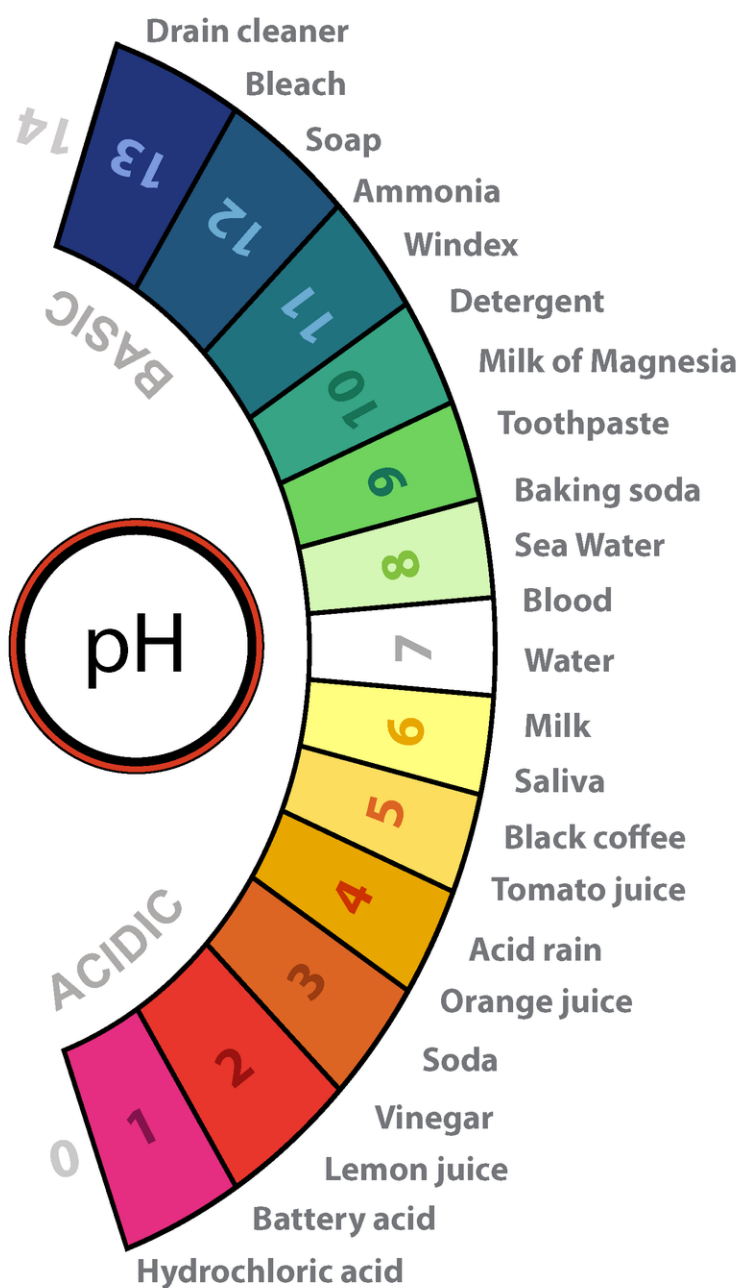 Drain cleaner
Bleach
Soap
Ammonia
Windex
Detergent
Milk of Magnesia
Toothpaste
Baking soda
Sea Water
Blood
Water
Milk
Saliva
Black coffee
Tomato juice
Acid rain
Orange juice
Soda
Vinegar
Lemon juice
Battery acid
Hydrochloric acid
14
13
12
11
10
9
8
7
6
5
4
3
2
1
0
BASIC
pH
ACIDIC